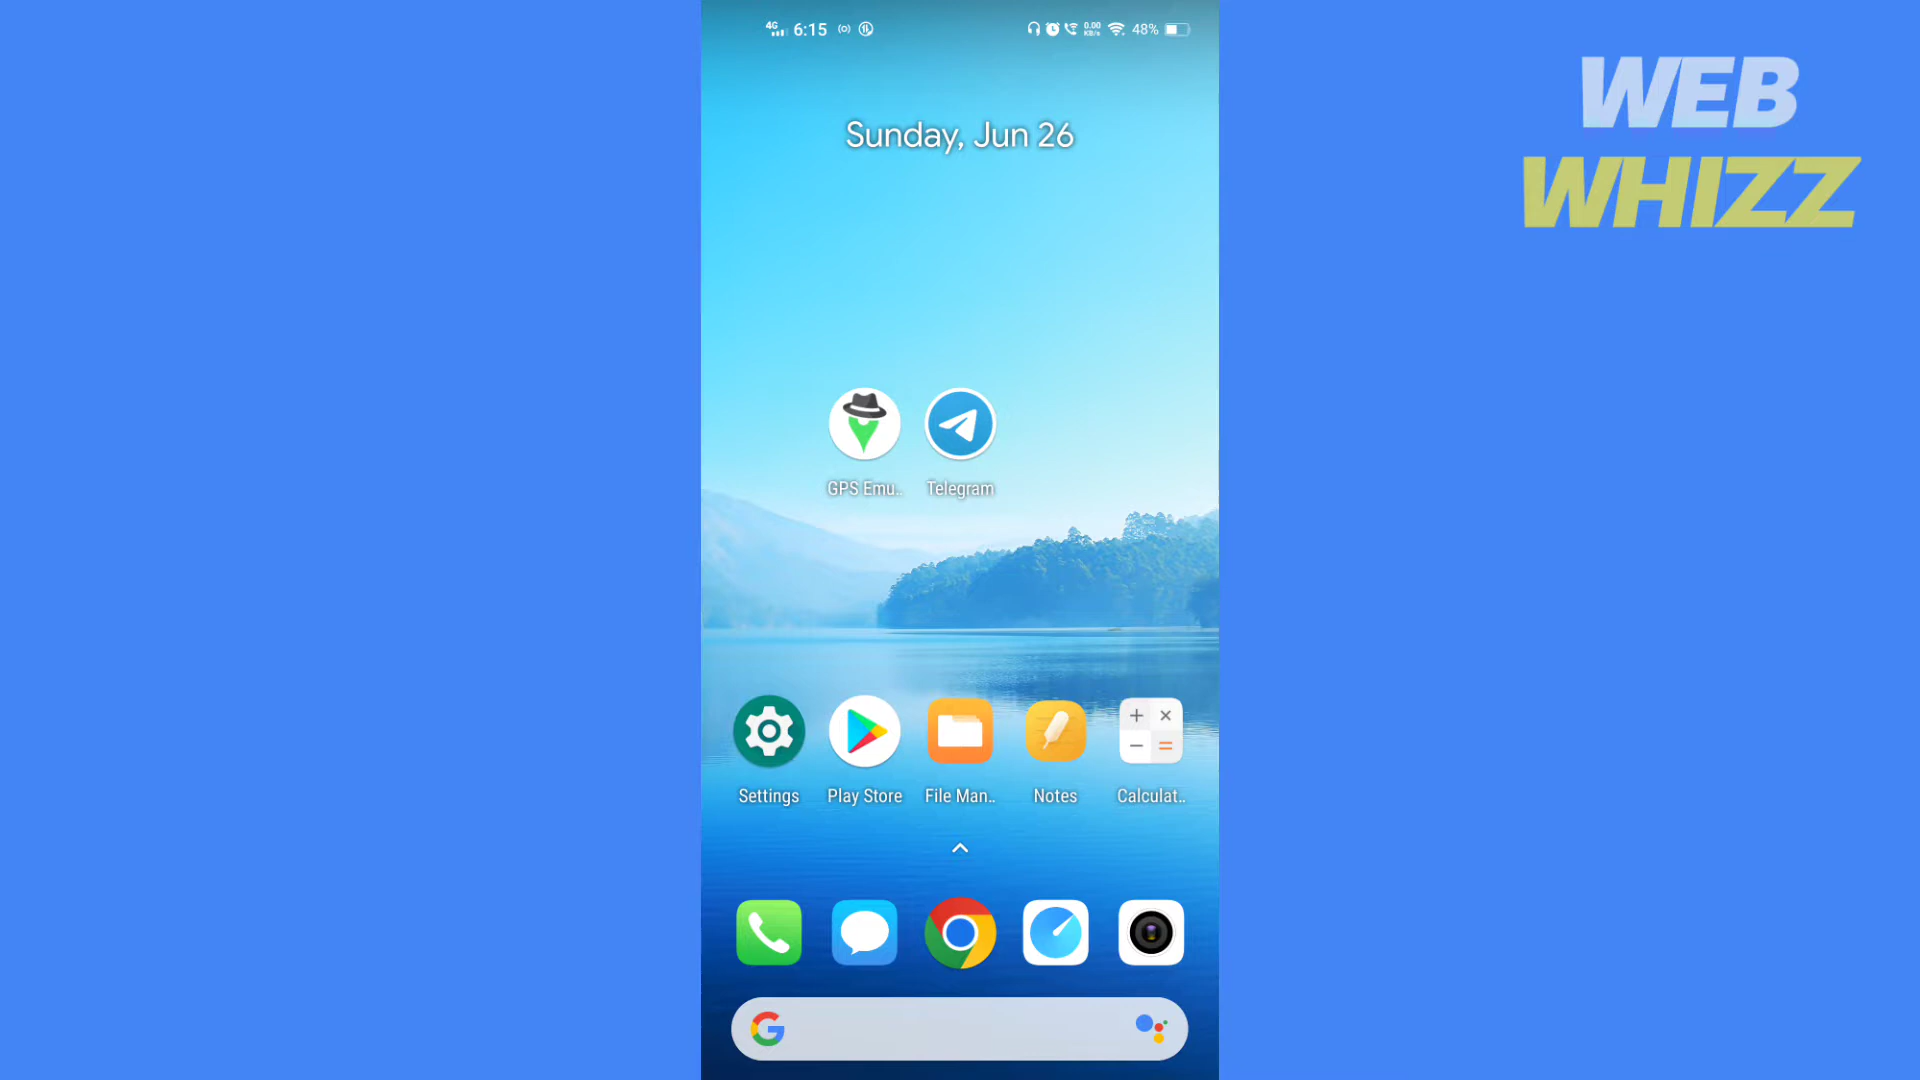 4G 6:15 0.00 KB/s 48%
WEB
WHIZZ
Sunday, Jun 26
GPS Emu.. Telegram
Settings Play Store File Man.. Notes Calculat..